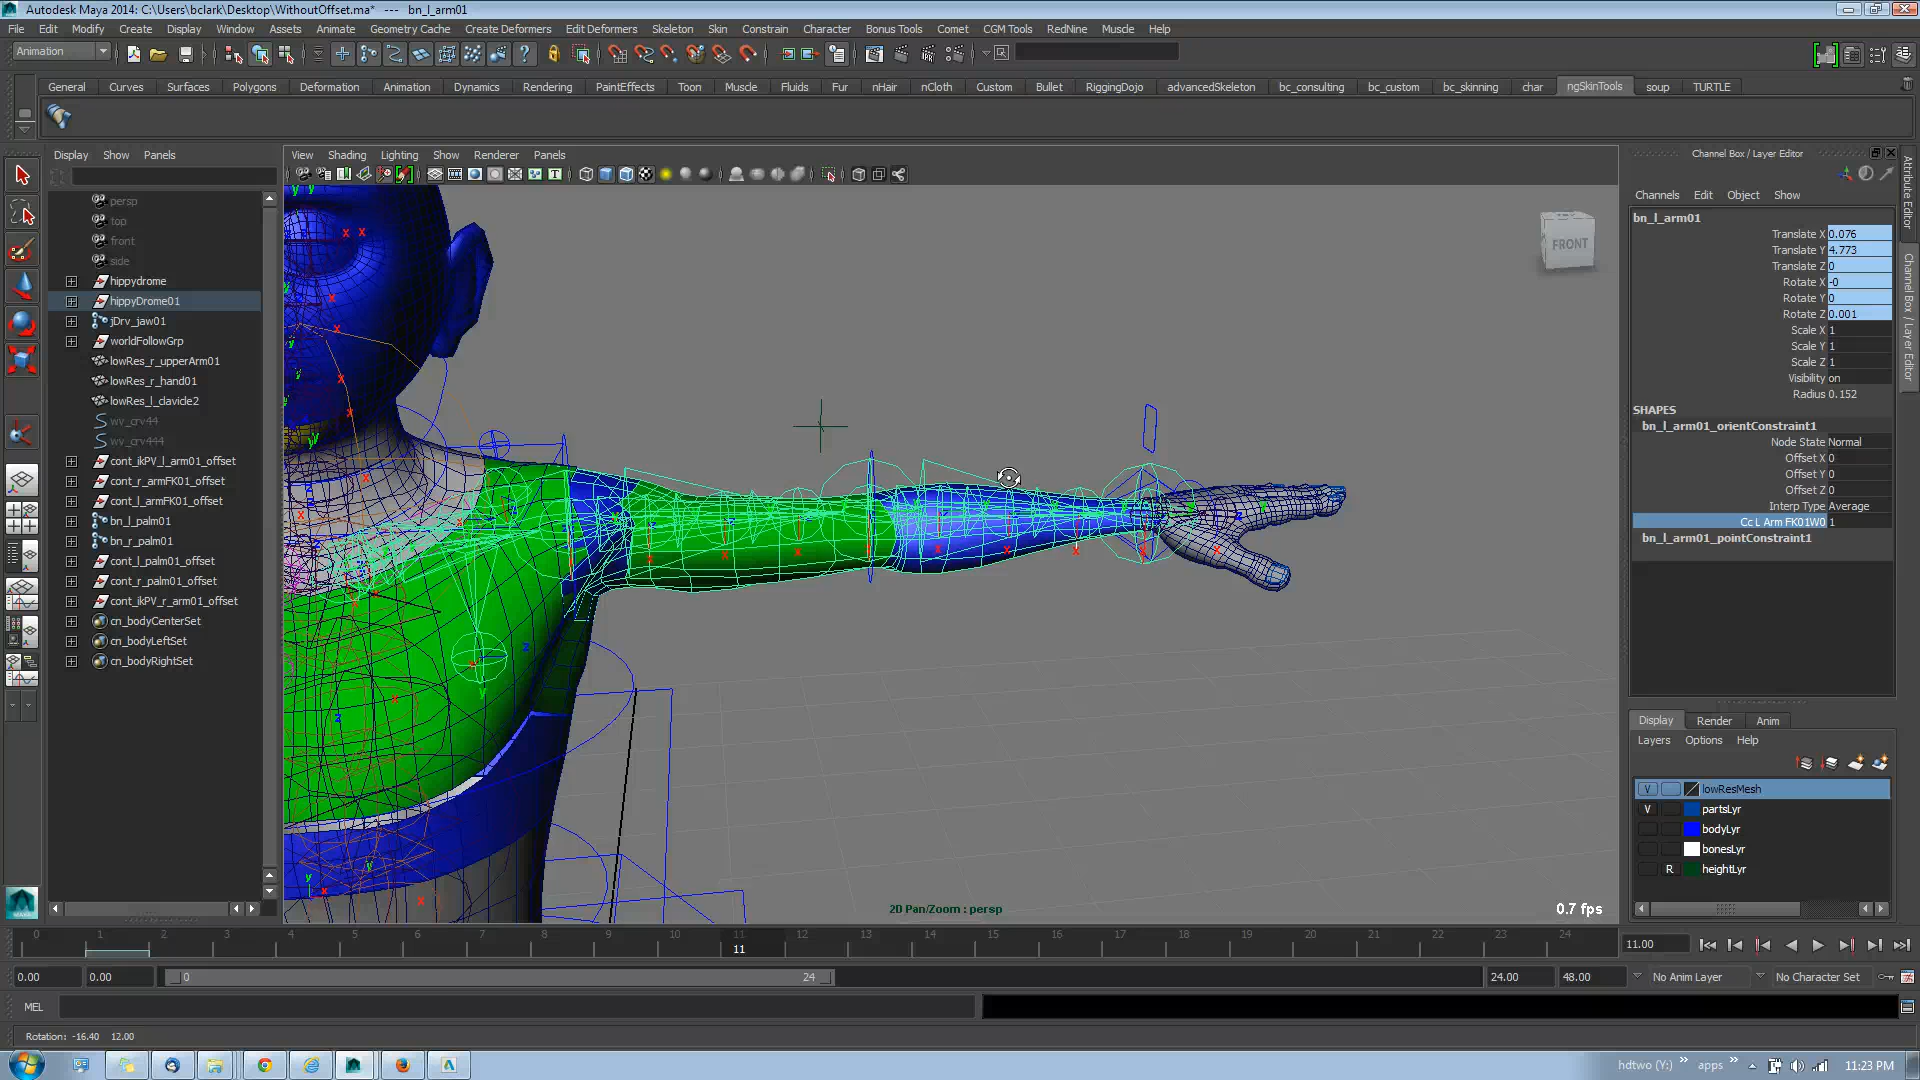 Autodesk Maya 2014: C:\Users\bclark\Desktop\WithoutOffset.ma* --- bn_l_arm01
File Edit Modify Create Display Window Assets Animate Geometry Cache Create Deformers Edit Deformers Skeleton Skin Constrain Character Bonus Tools Comet CGM Tools RedNine Muscle Help
Animation
General Curves Surfaces Polygons Deformation Animation Dynamics Rendering PaintEffects Toon Muscle Fluids Fur nHair nCloth Custom Bullet RiggingDojo advancedSkeleton bc_consulting bc_custom bc_skinning char ngSkinTools soup TURTLE
Display Show Panels
View Shading Lighting Show Renderer Panels
Channel Box / Layer Editor
Channels Edit Object Show
persp
top
front
side
hippydrome
hippyDrome01
jDrv_jaw01
worldFollowGrp
lowRes_r_upperArm01
lowRes_r_hand01
lowRes_l_clavicle2
wv_crv44
wv_crv444
cont_ikPV_l_arm01_offset
cont_r_armFK01_offset
cont_l_armFK01_offset
bn_l_palm01
bn_r_palm01
cont_l_palm01_offset
cont_r_palm01_offset
cont_ikPV_r_arm01_offset
cn_bodyCenterSet
cn_bodyLeftSet
cn_bodyRightSet
FRONT
2D Pan/Zoom : persp
0.7 fps
bn_l_arm01
Translate X 0.076
Translate Y 4.773
Translate Z 0
Rotate X -0
Rotate Y 0
Rotate Z 0.001
Scale X 1
Scale Y 1
Scale Z 1
Visibility on
Radius 0.152
SHAPES
bn_l_arm01_orientConstraint1
Node State Normal
Offset X 0
Offset Y 0
Offset Z 0
Interp Type Average
Cc L Arm FK01W0 1
bn_l_arm01_pointConstraint1
Attribute Editor
Channel Box / Layer Editor
Display Render Anim
Layers Options Help
V lowResMesh
V partsLyr
bodyLyr
bonesLyr
R heightLyr
0 1 2 3 4 5 6 7 8 9 10 11 12 13 14 15 16 17 18 19 20 21 22 23 24
11
11.00
0.00 0.00 0 24 24.00 48.00 No Anim Layer No Character Set
MEL
Rotation: -16.40 12.00
hdtwo (Y:) apps 11:23 PM